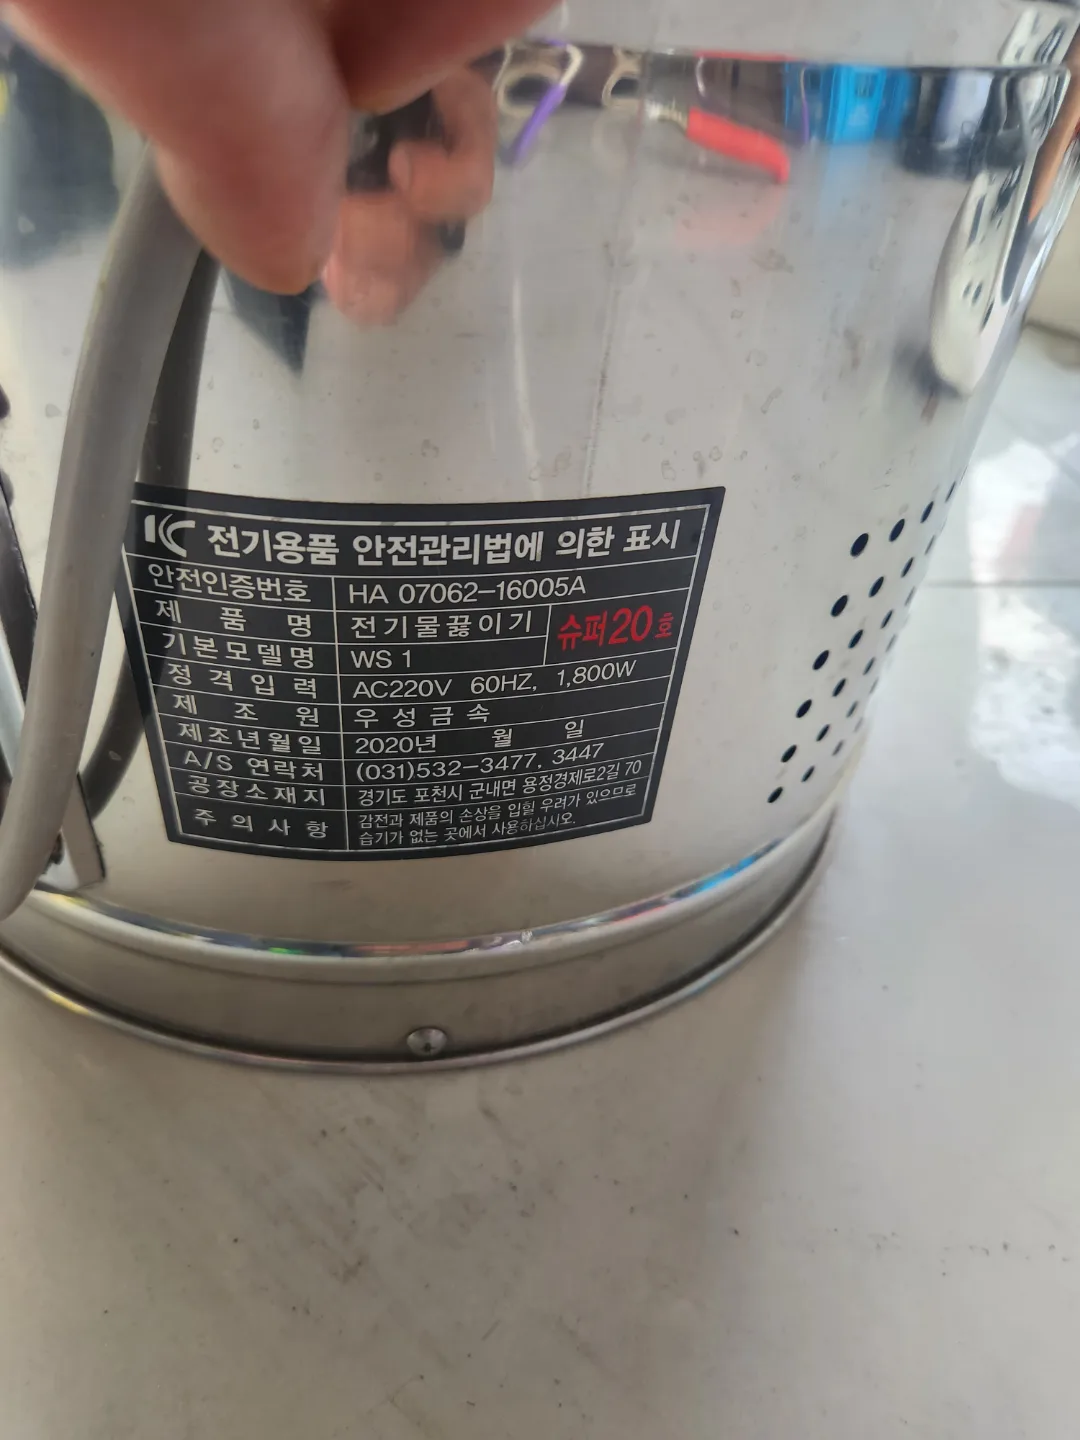 KC 전기용품 안전관리법에 의한 표시
안전인증번호 HA 07062-16005A
제품명 전기물끓이기 슈퍼20호
기본모델명 WS 1
정격입력 AC220V 60HZ, 1,800W
제조원 우성금속
제조년월일 2020년 월 일
A/S 연락처 (031)532-3477, 3447
공장소재지 경기도 포천시 군내면 용정경제로2길 70
주의사항 감전과 제품의 손상을 입힐 우려가 있으므로
습기가 없는 곳에서 사용하십시오.